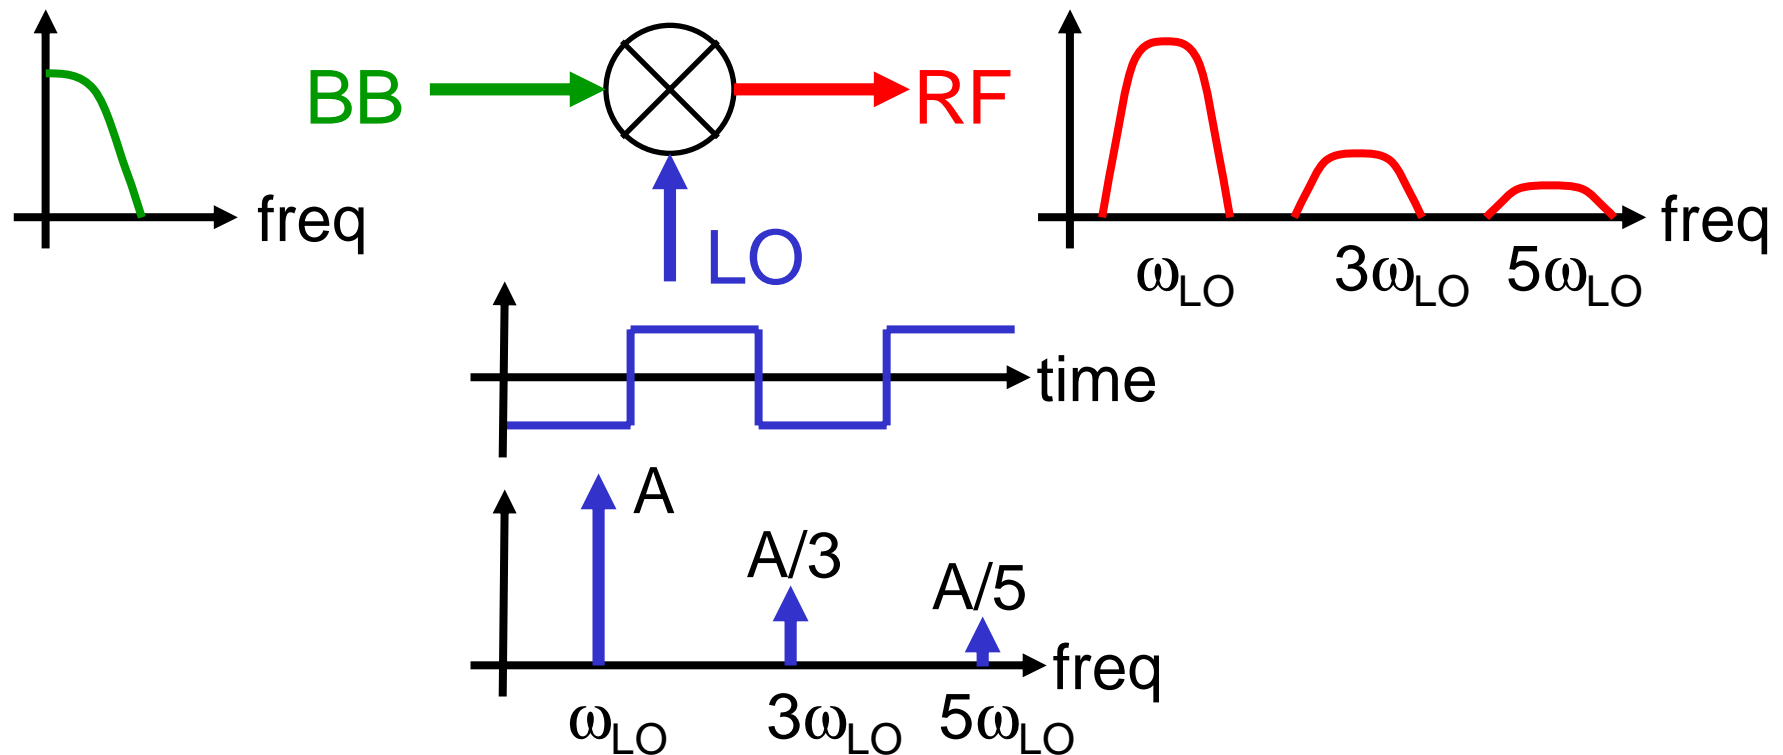 BB
RF
freq
freq
LO
ωLO
3ωLO
5ωLO
time
A
A/3
A/5
freq
ωLO
3ωLO
5ωLO